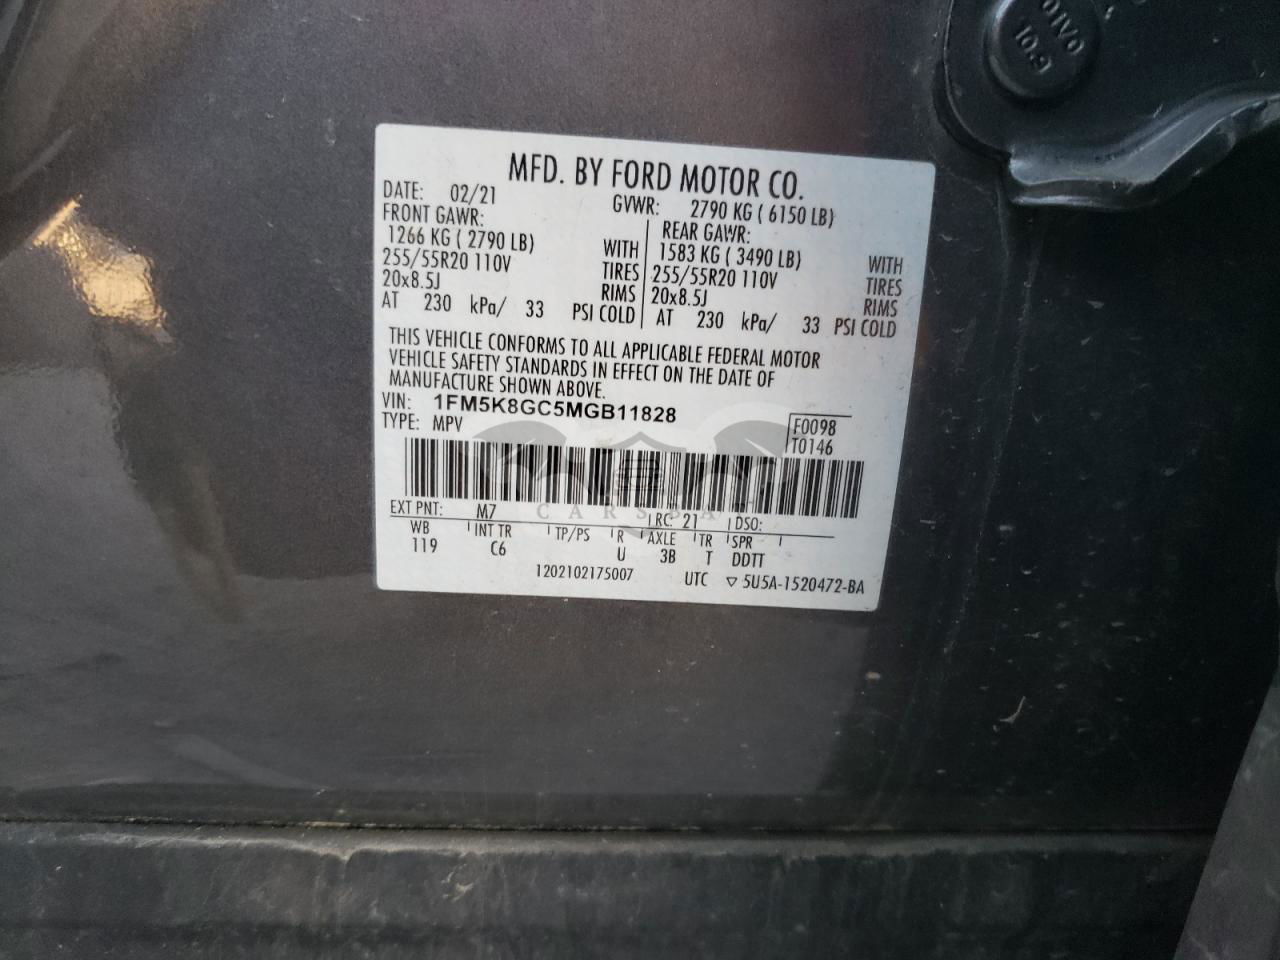 VOLVO
10.9
MFD. BY FORD MOTOR CO.
DATE: 02/21 GVWR: 2790 KG ( 6150 LB)
FRONT GAWR: REAR GAWR:
1266 KG ( 2790 LB) WITH 1583 KG ( 3490 LB) WITH
255/55R20 110V TIRES 255/55R20 110V TIRES
20x8.5J RIMS 20x8.5J RIMS
AT 230 kPa/ 33 PSI COLD AT 230 kPa/ 33 PSI COLD
THIS VEHICLE CONFORMS TO ALL APPLICABLE FEDERAL MOTOR
VEHICLE SAFETY STANDARDS IN EFFECT ON THE DATE OF
MANUFACTURE SHOWN ABOVE.
VIN: 1FM5K8GC5MGB11828
TYPE: MPV F0098
T0146
CARSBAT
EXT PNT: M7 RC: 21 DSO:
WB INT TR TP/PS R AXLE TR SPR
119 C6 U 3B T DDTT
1202102175007 UTC ▽ 5U5A-1520472-BA